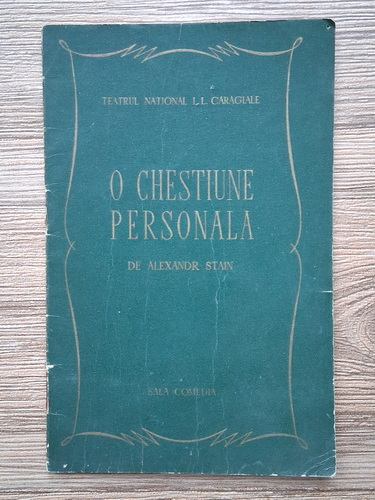 TEATRUL NATIONAL I. L. CARAGIALE
O CHESTIUNE
PERSONALA
DE ALEXANDR STAIN
SALA COMEDIA